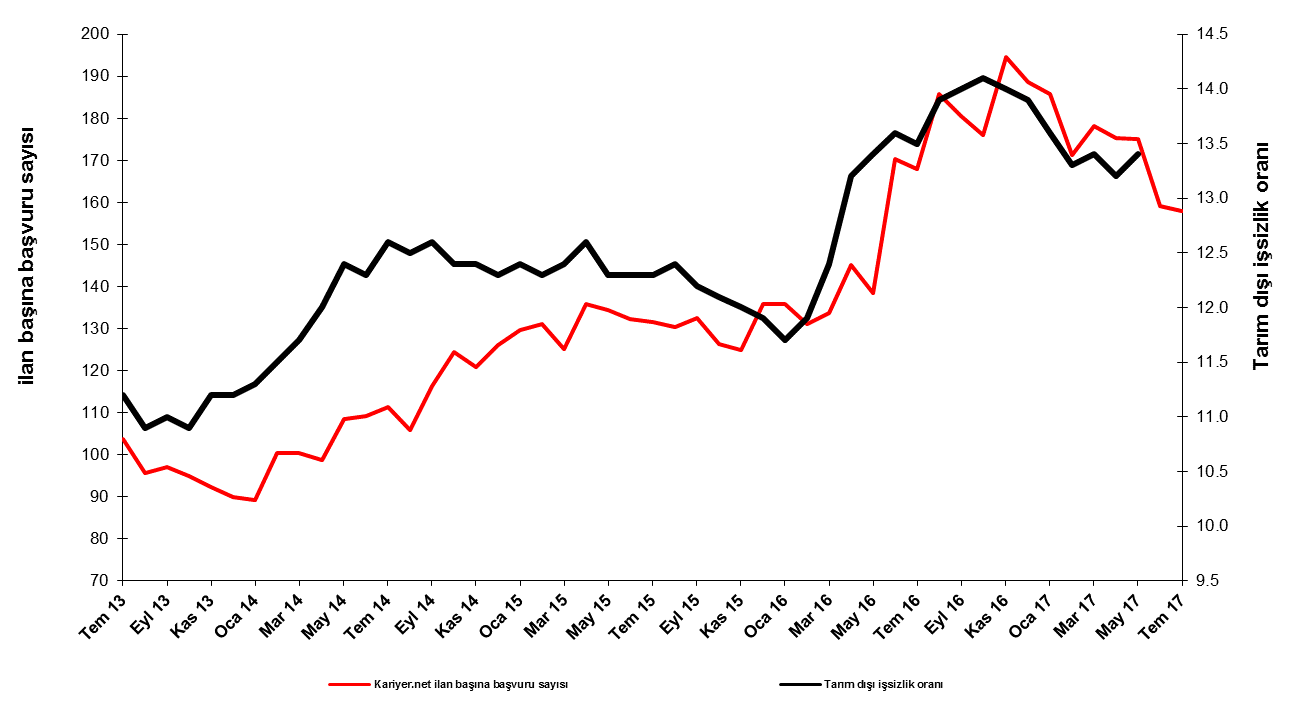 200
190
180
170
160
150
140
130
120
110
100
90
80
70
ilan başına başvuru sayısı
14.5
14.0
13.5
13.0
12.5
12.0
11.5
11.0
10.5
10.0
9.5
Tarım dışı işsizlik oranı
Tem 13
Eyl 13
Kas 13
Oca 14
Mar 14
May 14
Tem 14
Eyl 14
Kas 14
Oca 15
Mar 15
May 15
Tem 15
Eyl 15
Kas 15
Oca 16
Mar 16
May 16
Tem 16
Eyl 16
Kas 16
Oca 17
Mar 17
May 17
Tem 17
Kariyer.net ilan başına başvuru sayısı
Tarım dışı işsizlik oranı